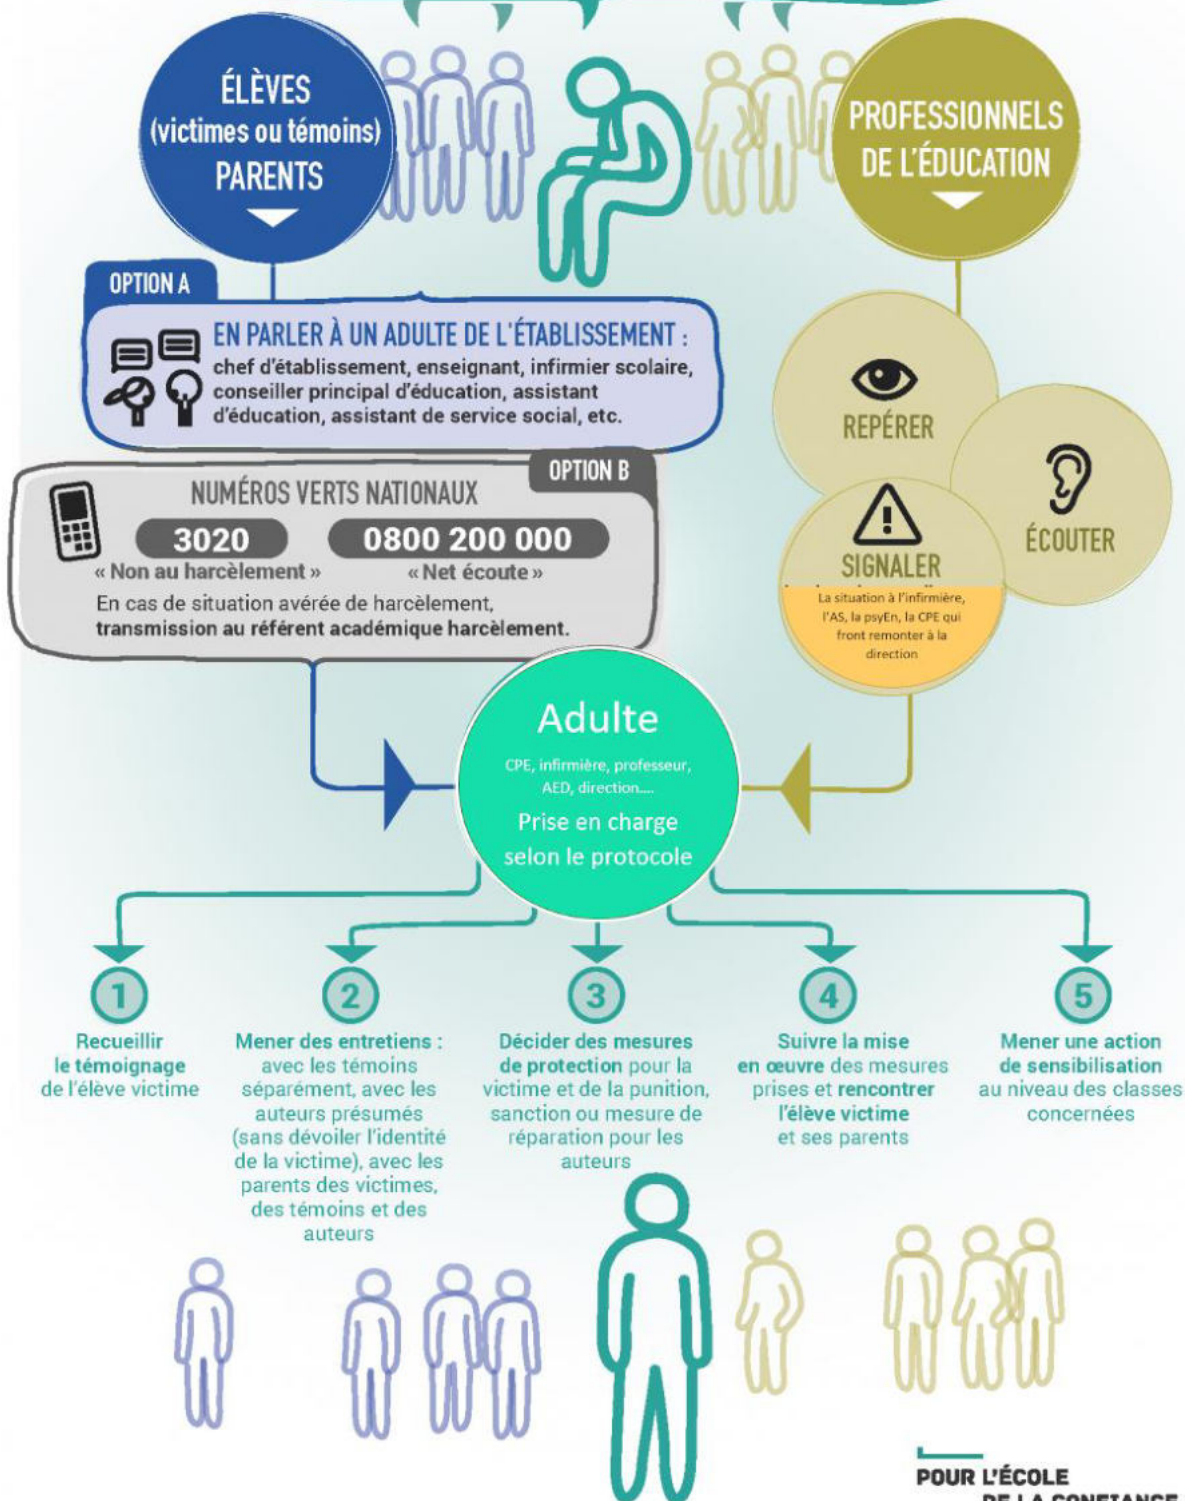 ÉLÈVES
(victimes ou témoins)
PARENTS
PROFESSIONNELS
DE L'ÉDUCATION
OPTION A
EN PARLER À UN ADULTE DE L'ÉTABLISSEMENT :
chef d'établissement, enseignant, infirmier scolaire,
conseiller principal d'éducation, assistant
d'éducation, assistant de service social, etc.
OPTION B
NUMÉROS VERTS NATIONAUX
3020
0800 200 000
« Non au harcèlement »
« Net écoute »
En cas de situation avérée de harcèlement,
transmission au référent académique harcèlement.
REPÉRER
ÉCOUTER
SIGNALER
La situation à l'infirmière,
l'AS, la psyEn, la CPE qui
front remonter à la
direction
Adulte
CPE, infirmière, professeur,
AED, direction....
Prise en charge
selon le protocole
1
Recueillir
le témoignage
de l'élève victime
2
Mener des entretiens :
avec les témoins
séparément, avec les
auteurs présumés
(sans dévoiler l'identité
de la victime), avec les
parents des victimes,
des témoins et des
auteurs
3
Décider des mesures
de protection pour la
victime et de la punition,
sanction ou mesure de
réparation pour les
auteurs
4
Suivre la mise
en œuvre des mesures
prises et rencontrer
l'élève victime
et ses parents
5
Mener une action
de sensibilisation
au niveau des classes
concernées
POUR L'ÉCOLE
DE LA CONFIANCE